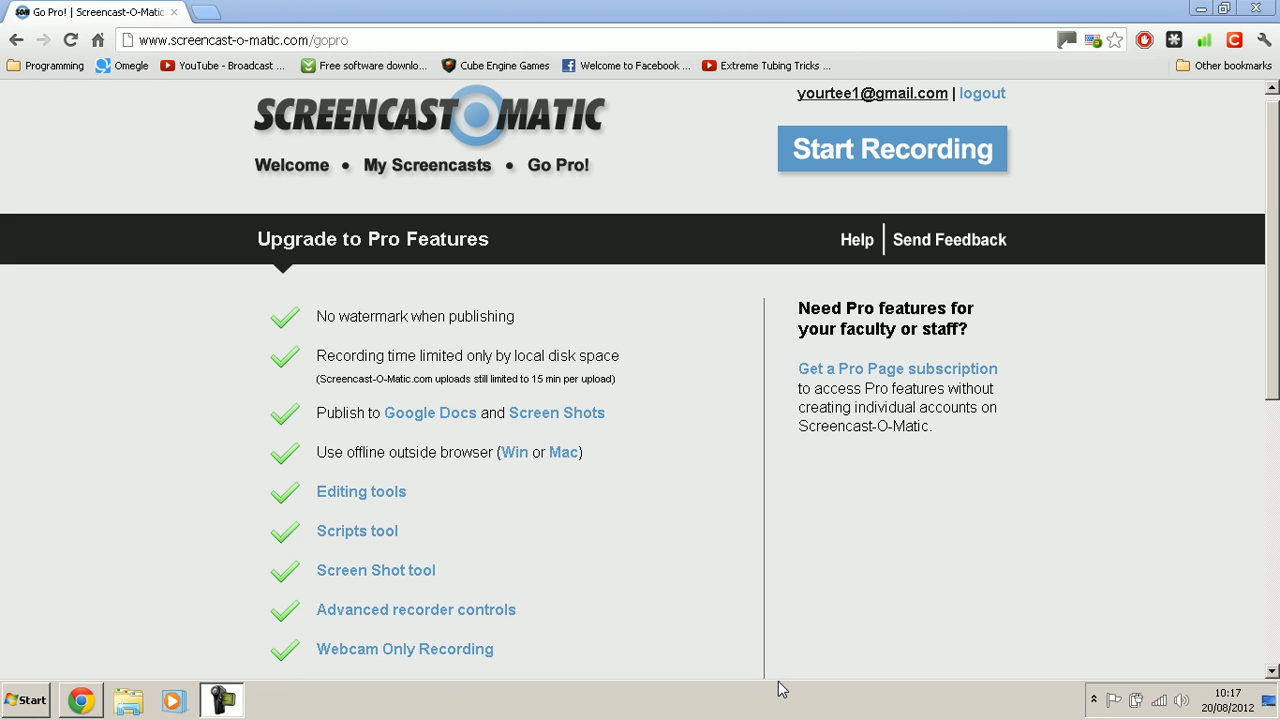 Go Pro! | Screencast-O-Matic
www.screencast-o-matic.com/gopro
Programming
Omegle
YouTube - Broadcast ...
Free software downlo...
Cube Engine Games
Welcome to Facebook ...
Extreme Tubing Tricks ...
Other bookmarks
SCREENCAST O MATIC
yourtee1@gmail.com | logout
Start Recording
Welcome • My Screencasts • Go Pro!
Upgrade to Pro Features
Help | Send Feedback
No watermark when publishing
Recording time limited only by local disk space
(Screencast-O-Matic.com uploads still limited to 15 min per upload)
Publish to Google Docs and Screen Shots
Use offline outside browser (Win or Mac)
Editing tools
Scripts tool
Screen Shot tool
Advanced recorder controls
Webcam Only Recording
Need Pro features for
your faculty or staff?
Get a Pro Page subscription
to access Pro features without
creating individual accounts on
Screencast-O-Matic.
Start
10:17
20/08/2012